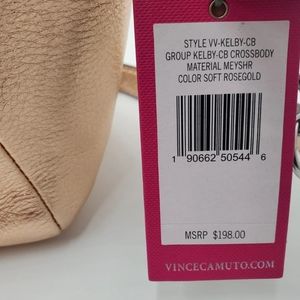 STYLE VV-KELBY-CB
GROUP KELBY-CB CROSSBODY
MATERIAL MEYSHR
COLOR SOFT ROSEGOLD
1 90662 50544 6
MSRP $198.00
VINCECAMUTO.COM